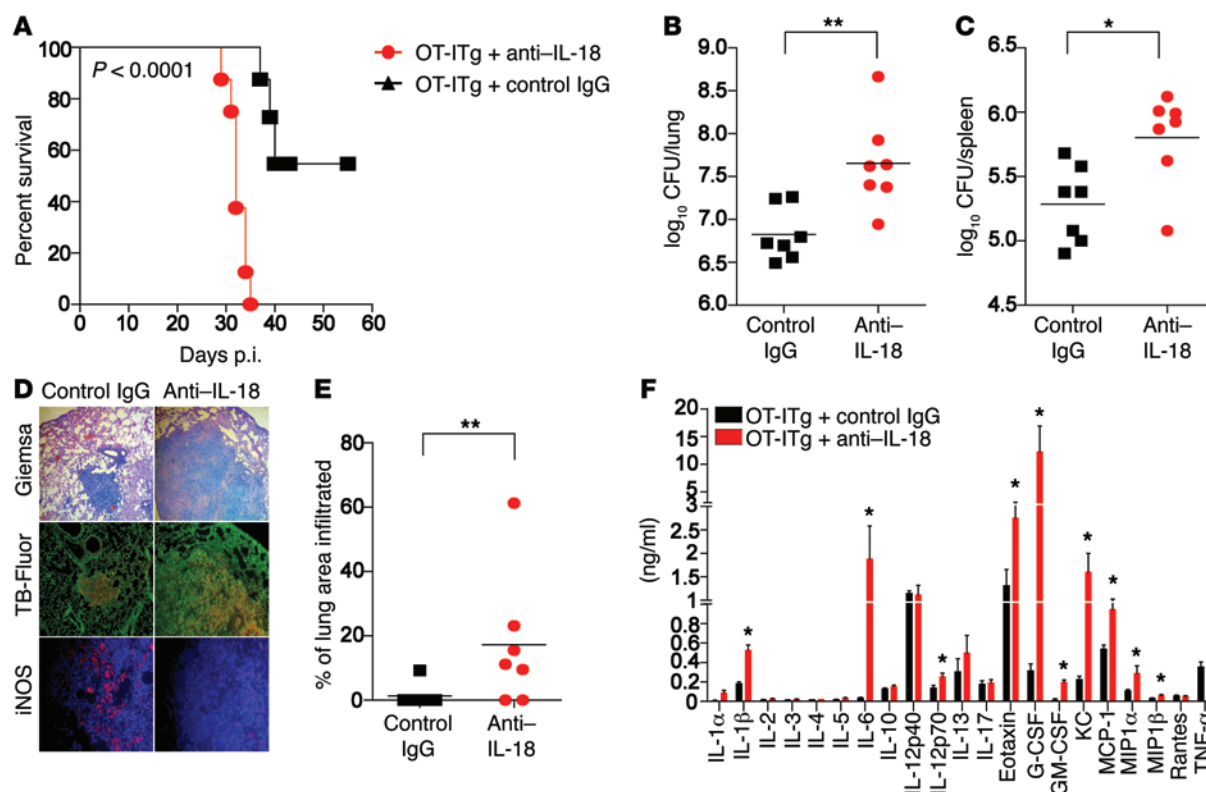 A
100
80
60
40
20
0
Percent survival
P < 0.0001
0 10 20 30 40 50 60
Days p.i.
OT-ITg + anti–IL-18
OT-ITg + control IgG
B
**
9.0
8.5
8.0
7.5
7.0
6.5
6.0
log10 CFU/lung
Control IgG
Anti–IL-18
C
*
6.5
6.0
5.5
5.0
4.5
log10 CFU/spleen
Control IgG
Anti–IL-18
D
Control IgG Anti–IL-18
Giemsa
TB-Fluor
iNOS
E
**
80
60
40
20
0
% of lung area infiltrated
Control IgG
Anti–IL-18
F
OT-ITg + control IgG
OT-ITg + anti–IL-18
20
15
10
5
3
2.5
2
1.5
1
0.8
0.6
0.4
0.2
0
(ng/ml)
* * * * * * * * * *
IL-1α
IL-1β
IL-2
IL-3
IL-4
IL-5
IL-6
IL-10
IL-12p40
IL-12p70
IL-13
IL-17
Eotaxin
G-CSF
GM-CSF
KC
MCP-1
MIP1α
MIP1β
Rantes
TNF-α